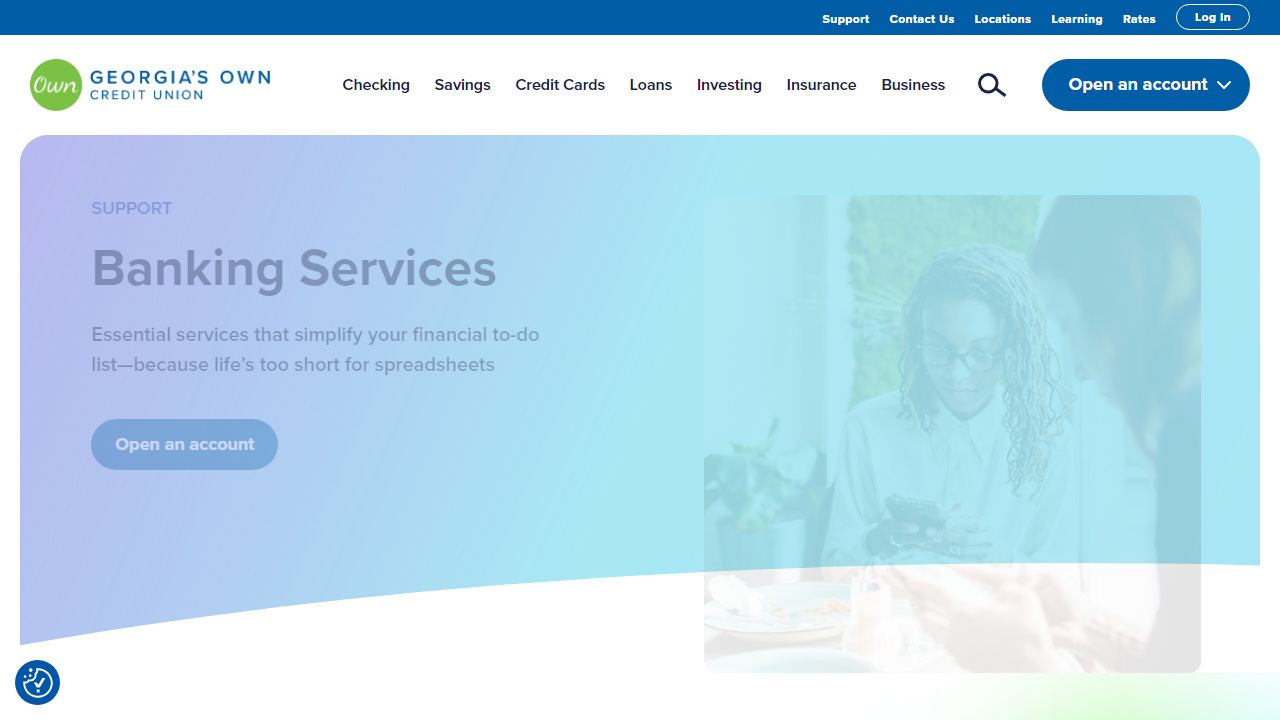 Support Contact Us Locations Learning Rates Log In
Own GEORGIA'S OWN
CREDIT UNION
Checking Savings Credit Cards Loans Investing Insurance Business Open an account
SUPPORT
Banking Services
Essential services that simplify your financial to-do
list—because life's too short for spreadsheets
Open an account